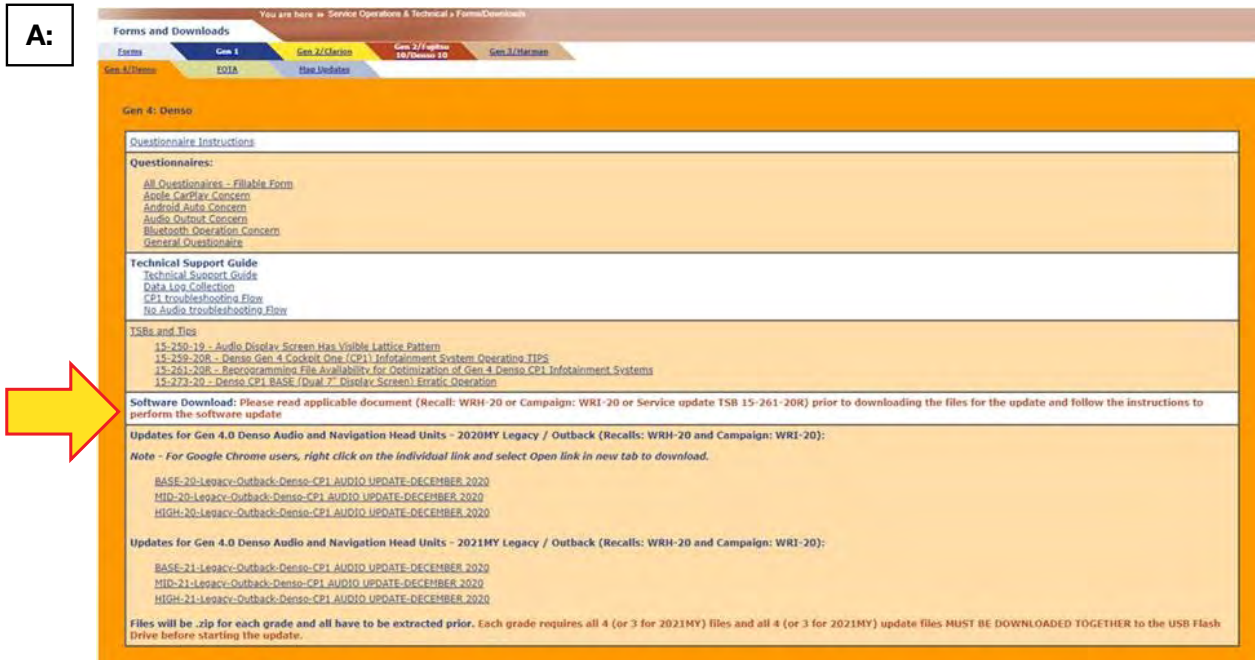 A:
You are here » Service Operations & Technical » Forms/Downloads
Forms and Downloads
Forms
Gen 1
Gen 2/Clarion
Gen 2/Fujitsu
10/Denso 10
Gen 3/Harman
Gen 4/Denso
FOTA
Map Updates
Gen 4: Denso
Questionnaire Instructions
Questionnaires:
All Questionaires - Fillable Form
Apple CarPlay Concern
Android Auto Concern
Audio Output Concern
Bluetooth Operation Concern
General Questionaire
Technical Support Guide
Technical Support Guide
Data Log Collection
CP1 troubleshooting Flow
No Audio troubleshooting Flow
TSBs and Tips
15-250-19 - Audio Display Screen Has Visible Lattice Pattern
15-259-20R - Denso Gen 4 Cockpit One (CP1) Infotainment System Operating TIPS
15-261-20R - Reprogramming File Availability for Optimization of Gen 4 Denso CP1 Infotainment Systems
15-273-20 - Denso CP1 BASE (Dual 7" Display Screen) Erratic Operation
Software Download: Please read applicable document (Recall: WRH-20 or Campaign: WRI-20 or Service update TSB 15-261-20R) prior to downloading the files for the update and follow the instructions to
perform the software update
Updates for Gen 4.0 Denso Audio and Navigation Head Units - 2020MY Legacy / Outback (Recalls: WRH-20 and Campaign: WRI-20):
Note - For Google Chrome users, right click on the individual link and select Open link in new tab to download.
BASE-20-Legacy-Outback-Denso-CP1 AUDIO UPDATE-DECEMBER 2020
MID-20-Legacy-Outback-Denso-CP1 AUDIO UPDATE-DECEMBER 2020
HIGH-20-Legacy-Outback-Denso-CP1 AUDIO UPDATE-DECEMBER 2020
Updates for Gen 4.0 Denso Audio and Navigation Head Units - 2021MY Legacy / Outback (Recalls: WRH-20 and Campaign: WRI-20):
BASE-21-Legacy-Outback-Denso-CP1 AUDIO UPDATE-DECEMBER 2020
MID-21-Legacy-Outback-Denso-CP1 AUDIO UPDATE-DECEMBER 2020
HIGH-21-Legacy-Outback-Denso-CP1 AUDIO UPDATE-DECEMBER 2020
Files will be .zip for each grade and all have to be extracted prior. Each grade requires all 4 (or 3 for 2021MY) files and all 4 (or 3 for 2021MY) update files MUST BE DOWNLOADED TOGETHER to the USB Flash
Drive before starting the update.